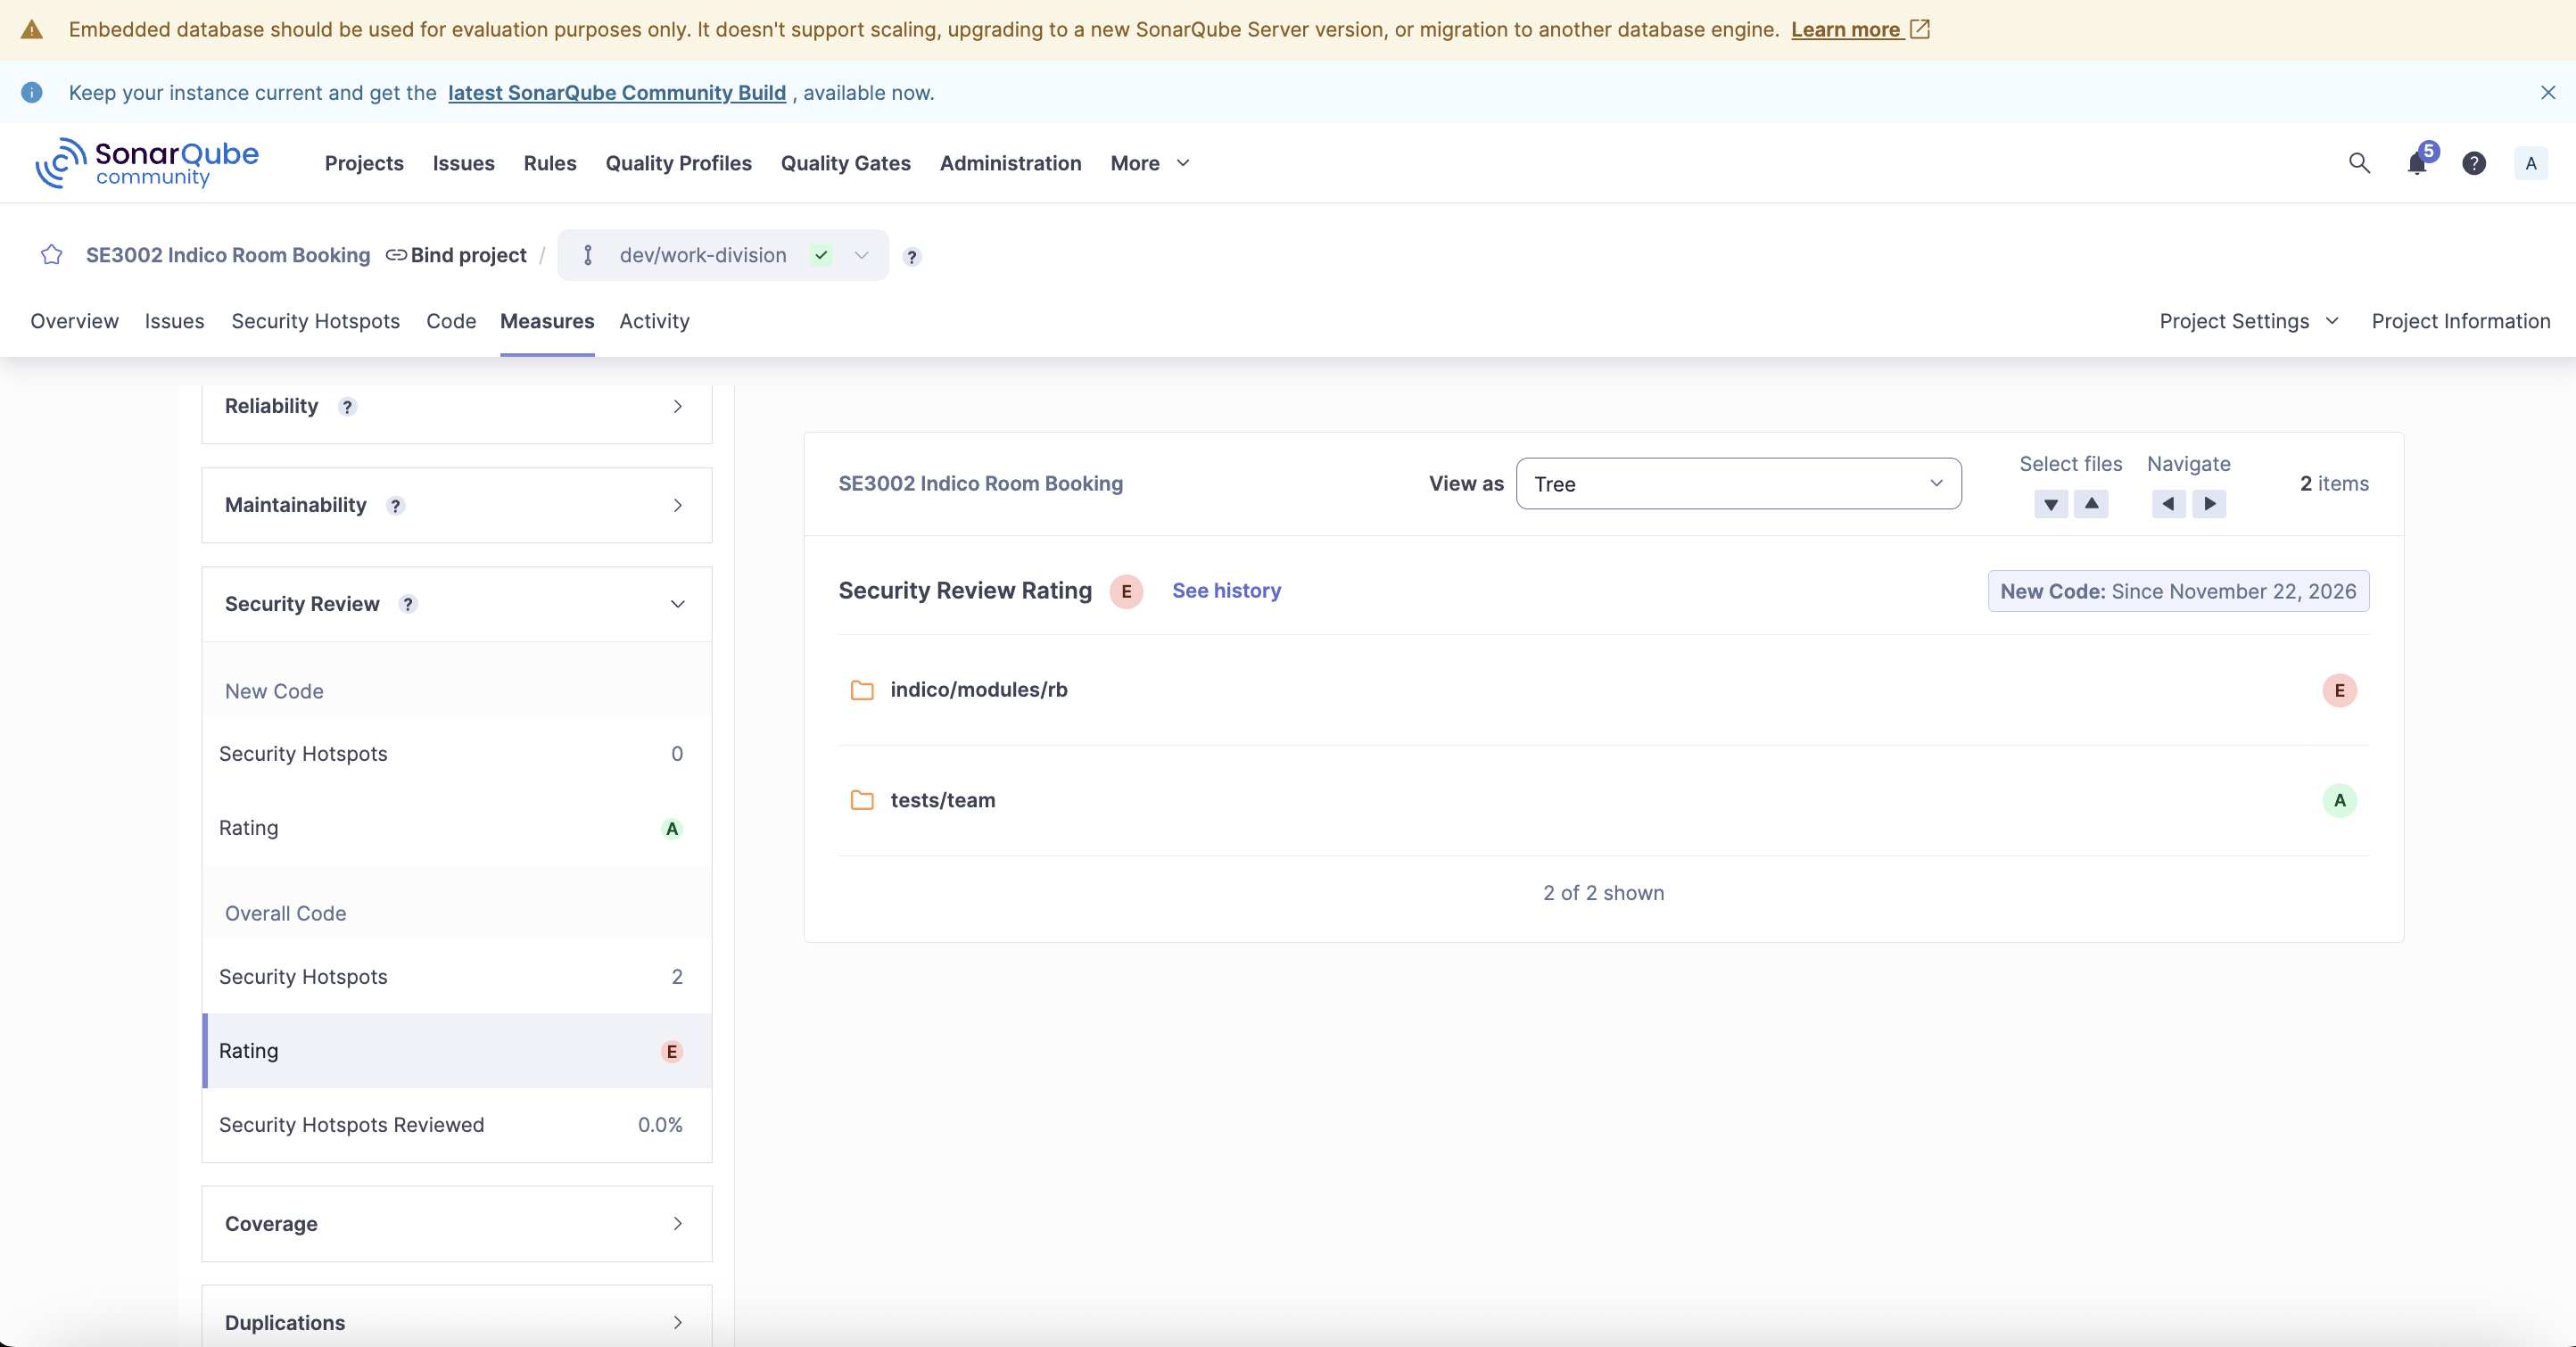 Embedded database should be used for evaluation purposes only. It doesn't support scaling, upgrading to a new SonarQube Server version, or migration to another database engine. Learn more
Keep your instance current and get the latest SonarQube Community Build , available now.
SonarQube community
Projects Issues Rules Quality Profiles Quality Gates Administration More 5 ? A
SE3002 Indico Room Booking Bind project / dev/work-division ?
Overview Issues Security Hotspots Code Measures Activity Project Settings Project Information
Reliability ?
Maintainability ?
Security Review ?
New Code
Security Hotspots 0
Rating A
Overall Code
Security Hotspots 2
Rating E
Security Hotspots Reviewed 0.0%
Coverage
Duplications
SE3002 Indico Room Booking View as Tree Select files Navigate 2 items
Security Review Rating E See history New Code: Since November 22, 2026
indico/modules/rb E
tests/team A
2 of 2 shown